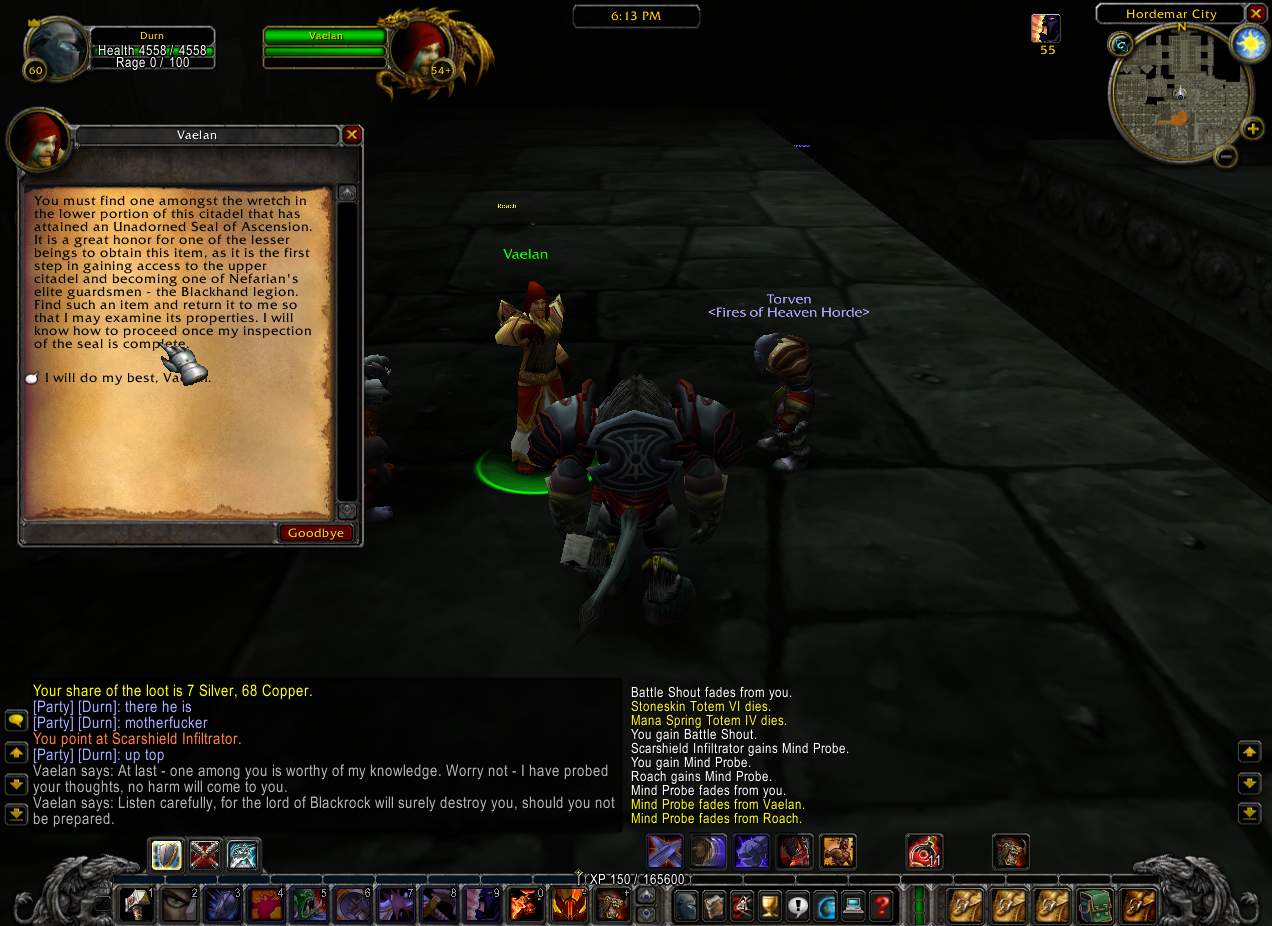 6:13 PM
Hordemar City
N
Durn
Health 4558 / 4558
Rage 0 / 100
60
Vaelan
54+
55
Vaelan
You must find one amongst the wretch in
the lower portion of this citadel that has
attained an Unadorned Seal of Ascension.
It is a great honor for one of the lesser
beings to obtain this item, as it is the first
step in gaining access to the upper
citadel and becoming one of Nefarian's
elite guardsmen - the Blackhand legion.
Find such an item and return it to me so
that I may examine its properties. I will
know how to proceed once my inspection
of the seal is complete.
I will do my best,
Goodbye
Roach
Vaelan
Torven
<Fires of Heaven Horde>
Your share of the loot is 7 Silver, 68 Copper.
[Party] [Durn]: there he is
[Party] [Durn]: motherfucker
You point at Scarshield Infiltrator.
[Party] [Durn]: up top
Vaelan says: At last - one among you is worthy of my knowledge. Worry not - I have probed
your thoughts, no harm will come to you.
Vaelan says: Listen carefully, for the lord of Blackrock will surely destroy you, should you not
be prepared.
Battle Shout fades from you.
Stoneskin Totem VI dies.
Mana Spring Totem IV dies.
You gain Battle Shout.
Scarshield Infiltrator gains Mind Probe.
You gain Mind Probe.
Roach gains Mind Probe.
Mind Probe fades from you.
Mind Probe fades from Vaelan.
Mind Probe fades from Roach.
11
XP 150 / 165600
1 2 3 4 5 6 7 8 9 0 - +